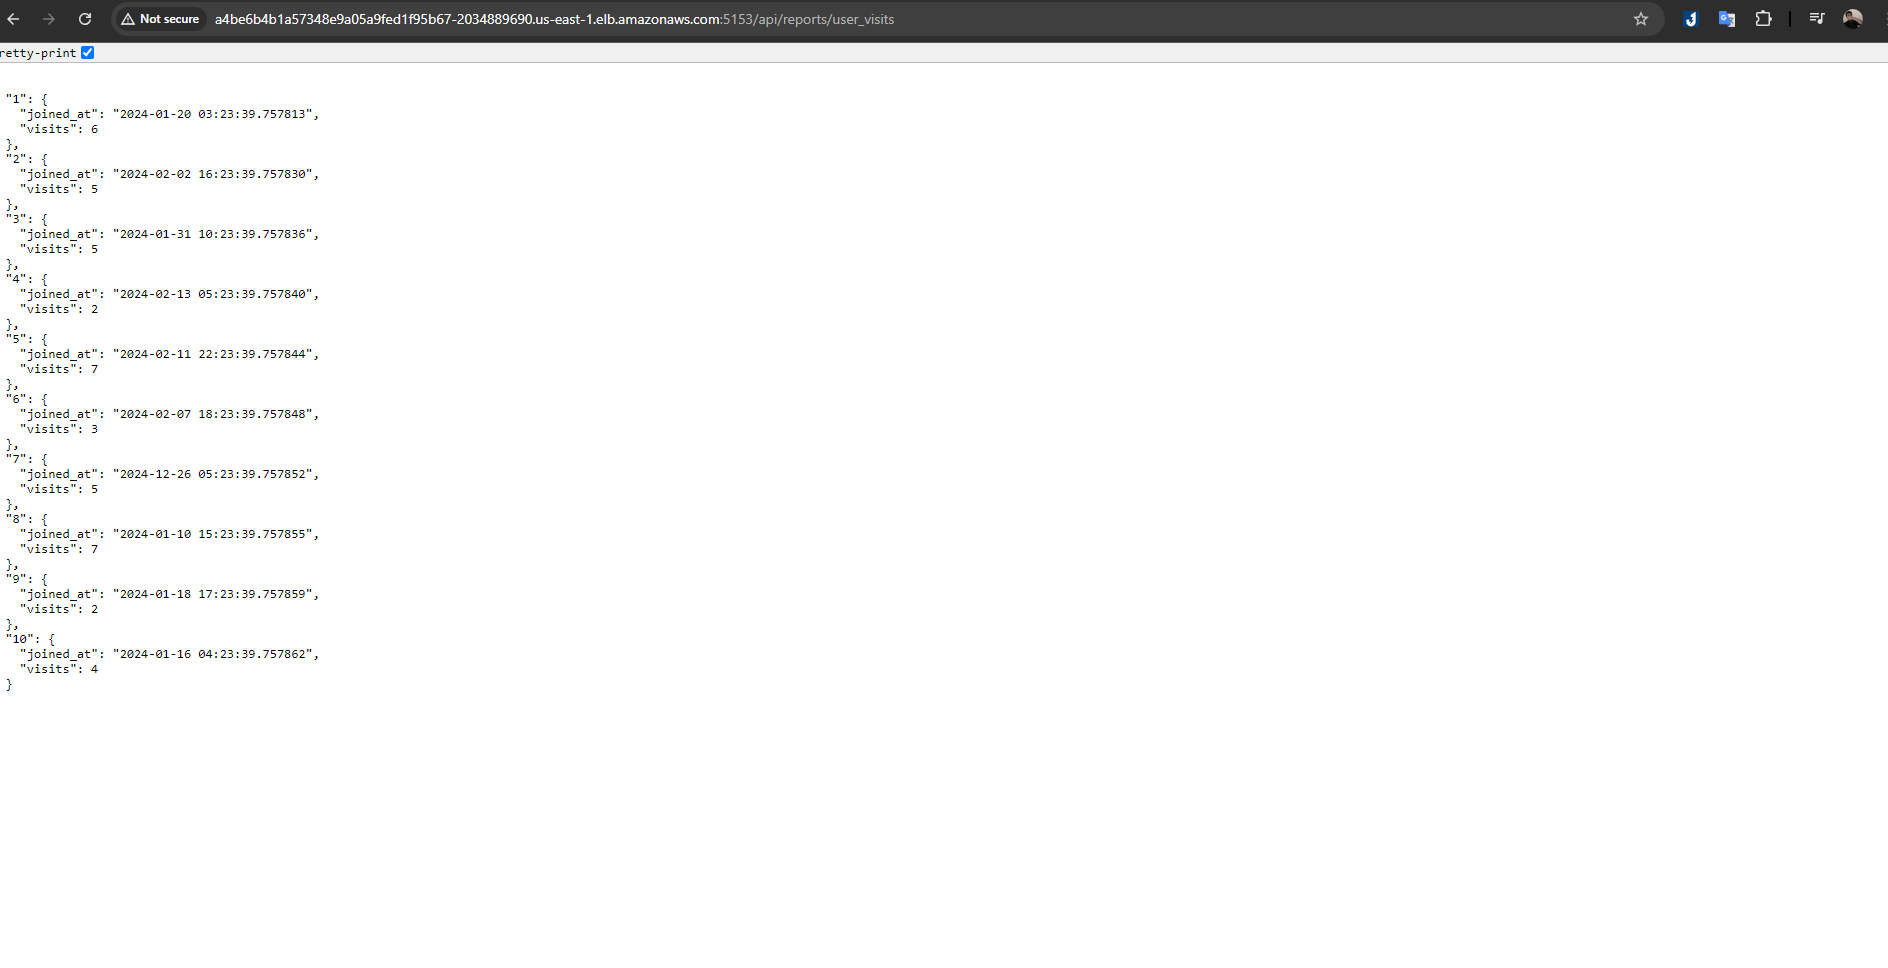 Not secure a4be6b4b1a57348e9a05a9fed1f95b67-2034889690.us-east-1.elb.amazonaws.com:5153/api/reports/user_visits
retty-print
"1": {
"joined_at": "2024-01-20 03:23:39.757813",
"visits": 6
},
"2": {
"joined_at": "2024-02-02 16:23:39.757830",
"visits": 5
},
"3": {
"joined_at": "2024-01-31 10:23:39.757836",
"visits": 5
},
"4": {
"joined_at": "2024-02-13 05:23:39.757840",
"visits": 2
},
"5": {
"joined_at": "2024-02-11 22:23:39.757844",
"visits": 7
},
"6": {
"joined_at": "2024-02-07 18:23:39.757848",
"visits": 3
},
"7": {
"joined_at": "2024-12-26 05:23:39.757852",
"visits": 5
},
"8": {
"joined_at": "2024-01-10 15:23:39.757855",
"visits": 7
},
"9": {
"joined_at": "2024-01-18 17:23:39.757859",
"visits": 2
},
"10": {
"joined_at": "2024-01-16 04:23:39.757862",
"visits": 4
}